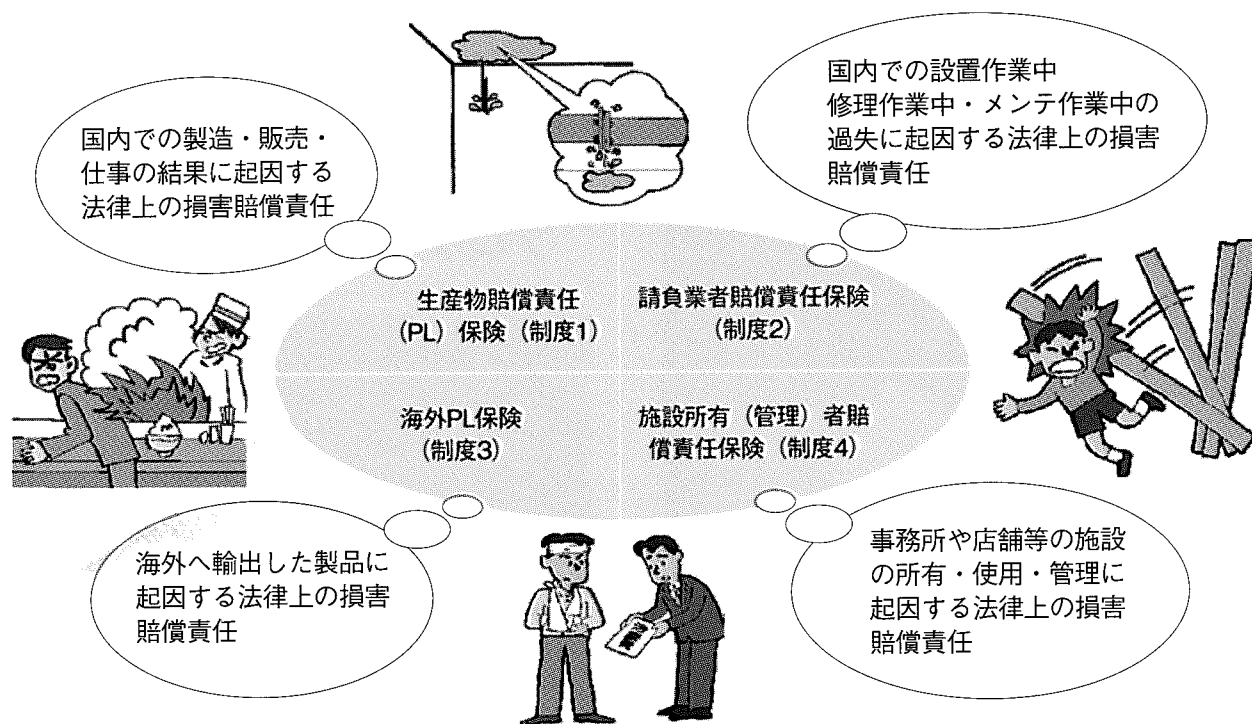 国内での製造・販売・
仕事の結果に起因する
法律上の損害賠償責任
国内での設置作業中
修理作業中・メンテ作業中の
過失に起因する法律上の損害
賠償責任
生産物賠償責任
（PL）保険（制度1）
請負業者賠償責任保険
（制度2）
海外PL保険
（制度3）
施設所有（管理）者賠
償責任保険（制度4）
海外へ輸出した製品に
起因する法律上の損害
賠償責任
事務所や店舗等の施設
の所有・使用・管理に
起因する法律上の損害
賠償責任